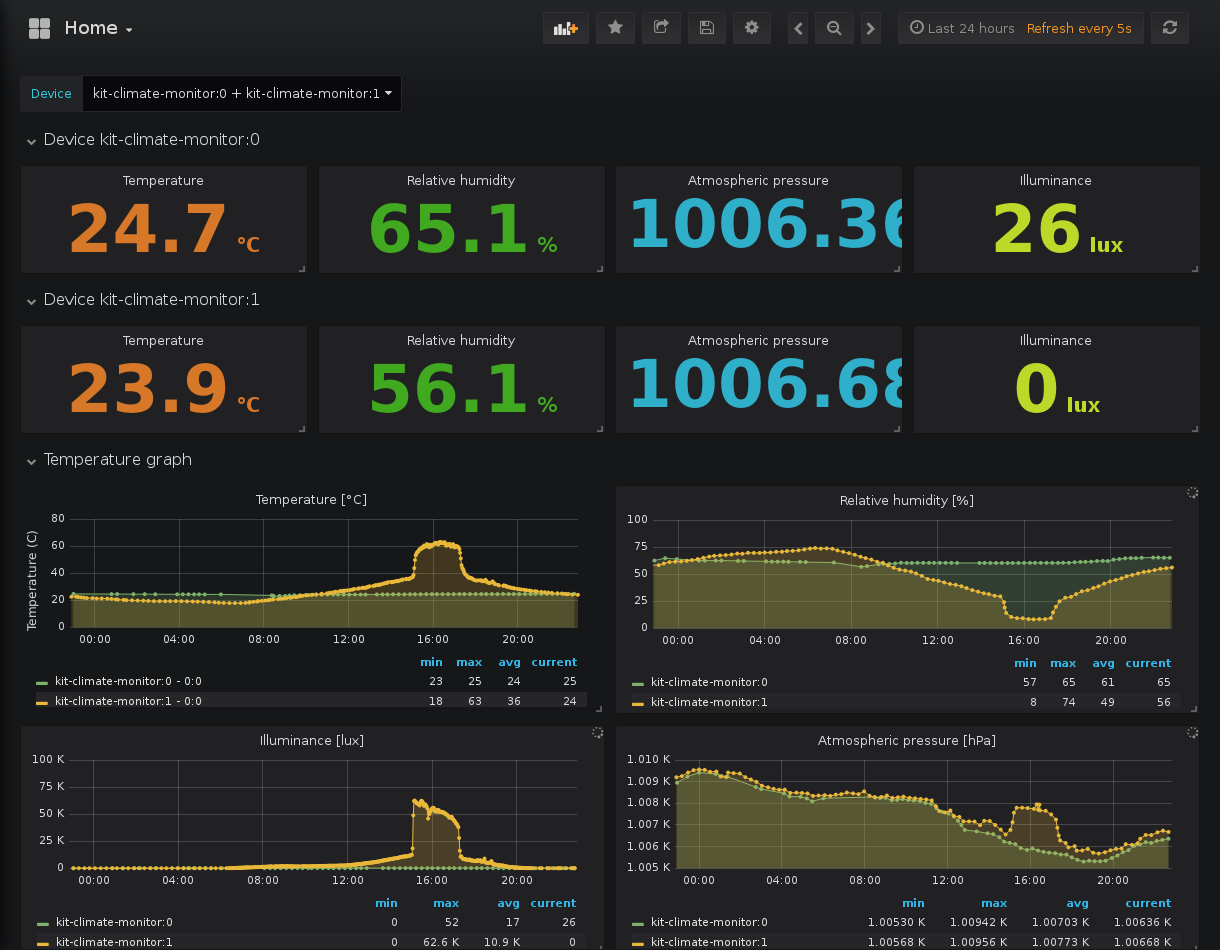 Home
Last 24 hours Refresh every 5s
Device kit-climate-monitor:0 + kit-climate-monitor:1
Device kit-climate-monitor:0
Temperature Relative humidity Atmospheric pressure Illuminance
24.7 °C 65.1 % 1006.36 26 lux
Device kit-climate-monitor:1
Temperature Relative humidity Atmospheric pressure Illuminance
23.9 °C 56.1 % 1006.68 0 lux
Temperature graph
Temperature [°C]
Temperature (C)
80
60
40
20
0
00:00 04:00 08:00 12:00 16:00 20:00
min max avg current
kit-climate-monitor:0 - 0:0 23 25 24 25
kit-climate-monitor:1 - 0:0 18 63 36 24
Relative humidity [%]
100
75
50
25
0
00:00 04:00 08:00 12:00 16:00 20:00
min max avg current
kit-climate-monitor:0 57 65 61 65
kit-climate-monitor:1 8 74 49 56
Illuminance [lux]
100 K
75 K
50 K
25 K
0
00:00 04:00 08:00 12:00 16:00 20:00
min max avg current
kit-climate-monitor:0 0 52 17 26
kit-climate-monitor:1 0 62.6 K 10.9 K 0
Atmospheric pressure [hPa]
1.010 K
1.009 K
1.008 K
1.007 K
1.006 K
1.005 K
00:00 04:00 08:00 12:00 16:00 20:00
min max avg current
kit-climate-monitor:0 1.00530 K 1.00942 K 1.00703 K 1.00636 K
kit-climate-monitor:1 1.00568 K 1.00956 K 1.00773 K 1.00668 K